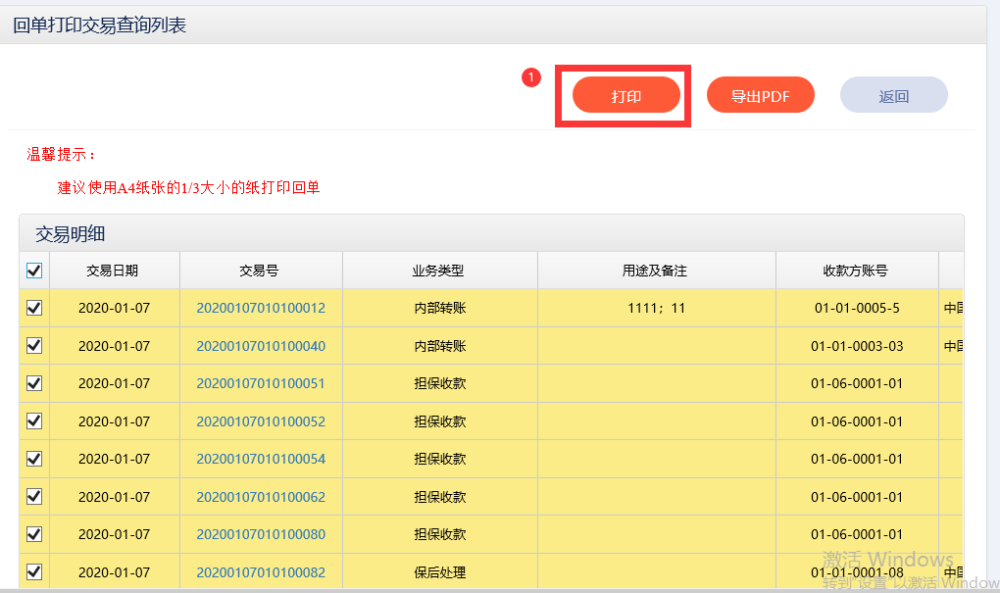 回单打印交易查询列表
1 打印 导出PDF 返回
温馨提示：
建议使用A4纸张的1/3大小的纸打印回单
交易明细
交易日期 交易号 业务类型 用途及备注 收款方账号
2020-01-07 20200107010100012 内部转账 1111；11 01-01-0005-5 中国
2020-01-07 20200107010100040 内部转账 01-01-0003-03 中国
2020-01-07 20200107010100051 担保收款 01-06-0001-01
2020-01-07 20200107010100052 担保收款 01-06-0001-01
2020-01-07 20200107010100054 担保收款 01-06-0001-01
2020-01-07 20200107010100062 担保收款 01-06-0001-01
2020-01-07 20200107010100080 担保收款 01-06-0001-01
2020-01-07 20200107010100082 保后处理 01-01-0001-08 中国
激活 Windows
转到"设置"以激活 Window